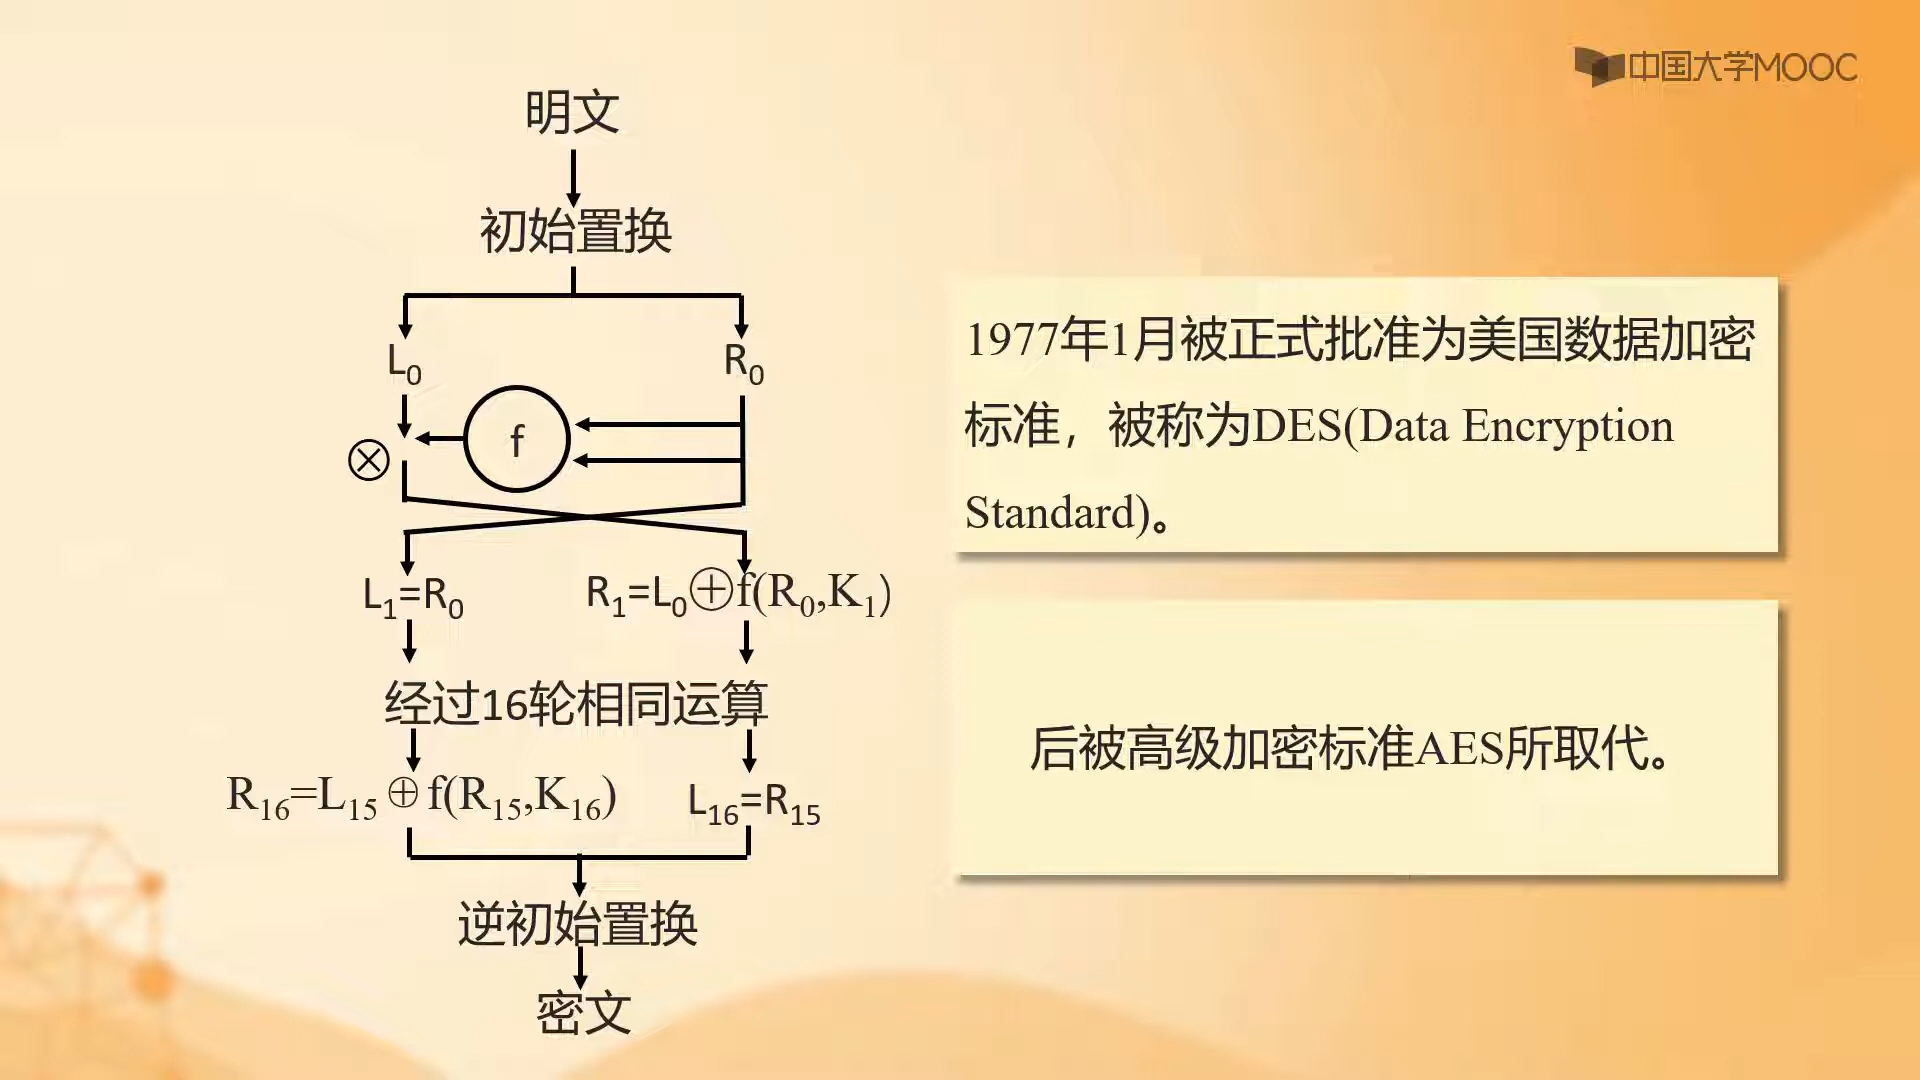 中国大学MOOC
明文
初始置换
L₀ R₀
f
⊗
L₁=R₀ R₁=L₀⊕f(R₀,K₁)
经过16轮相同运算
R₁₆=L₁₅⊕f(R₁₅,K₁₆) L₁₆=R₁₅
逆初始置换
密文
1977年1月被正式批准为美国数据加密
标准，被称为DES(Data Encryption
Standard)。
后被高级加密标准AES所取代。